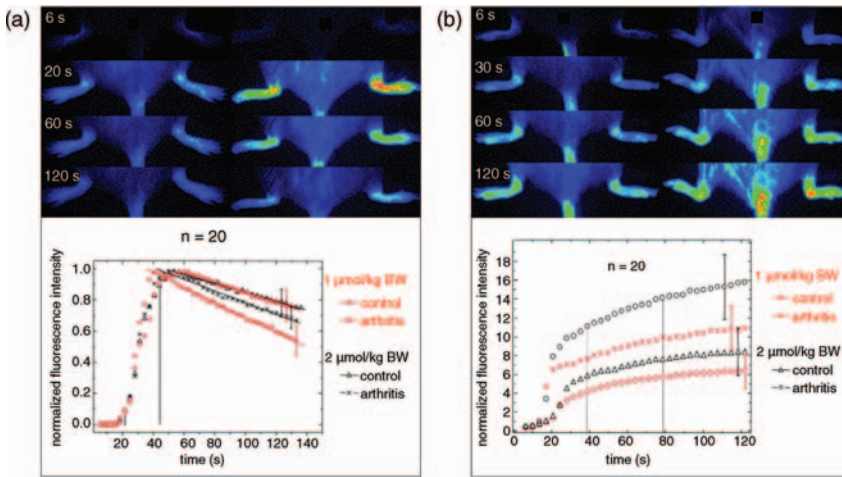 (a)
6 s
20 s
60 s
120 s
n = 20
normalized fluorescence intensity
1.0
0.8
0.6
0.4
0.2
0.0
20 40 60 80 100 120 140
time (s)
1 μmol/kg BW
control
arthritis
2 μmol/kg BW
control
arthritis
(b)
6 s
30 s
60 s
120 s
n = 20
normalized fluorescence intensity
16
14
12
10
8
6
4
2
0
0 20 40 60 80 100 120
time (s)
1 μmol/kg BW
control
arthritis
2 μmol/kg BW
control
arthritis